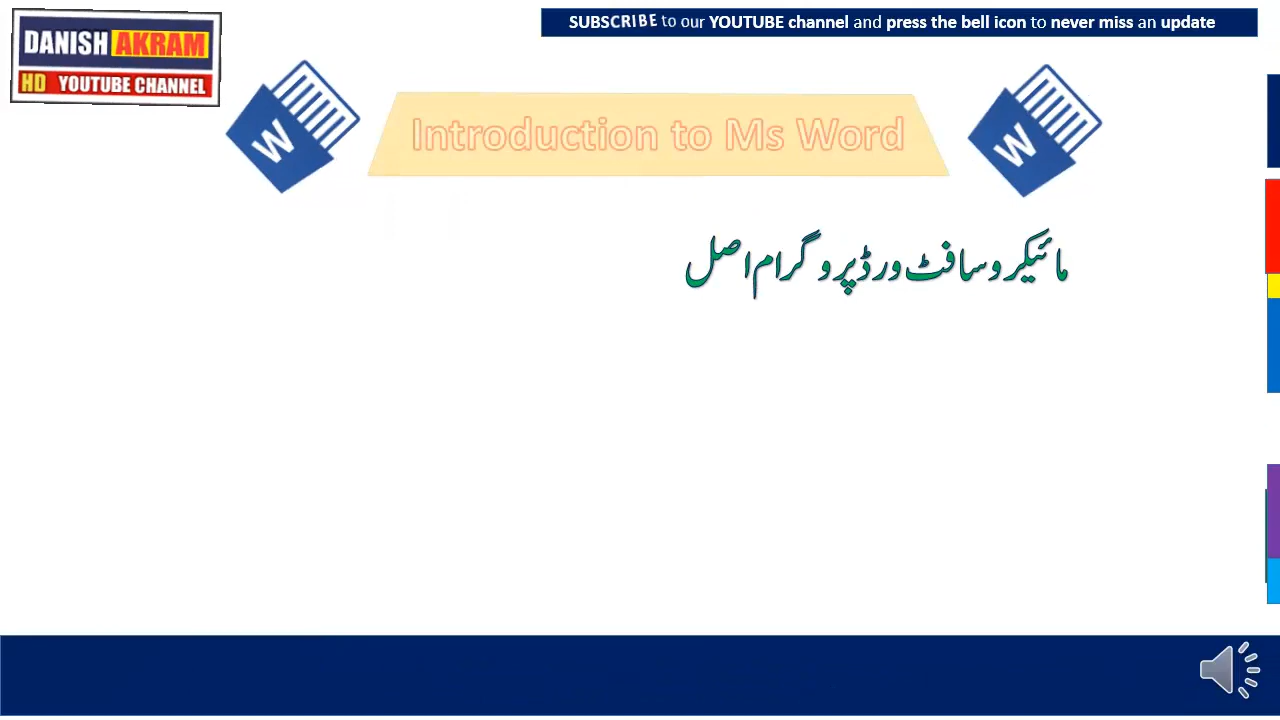 SUBSCRIBE to our YOUTUBE channel and press the bell icon to never miss an update
DANISH AKRAM
HD YOUTUBE CHANNEL
Introduction to Ms Word
W
W
مائیکروسافٹ ورڈ پروگرام اصل